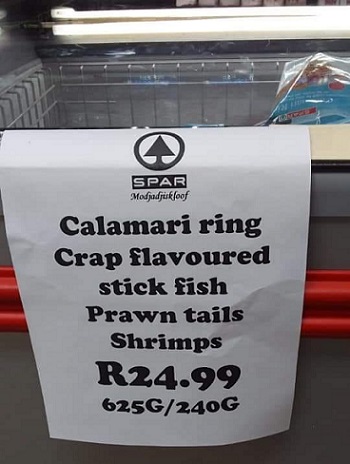 SPAR
Modjadjiskloof
Calamari ring
Crap flavoured
stick fish
Prawn tails
Shrimps
R24.99
625G/240G